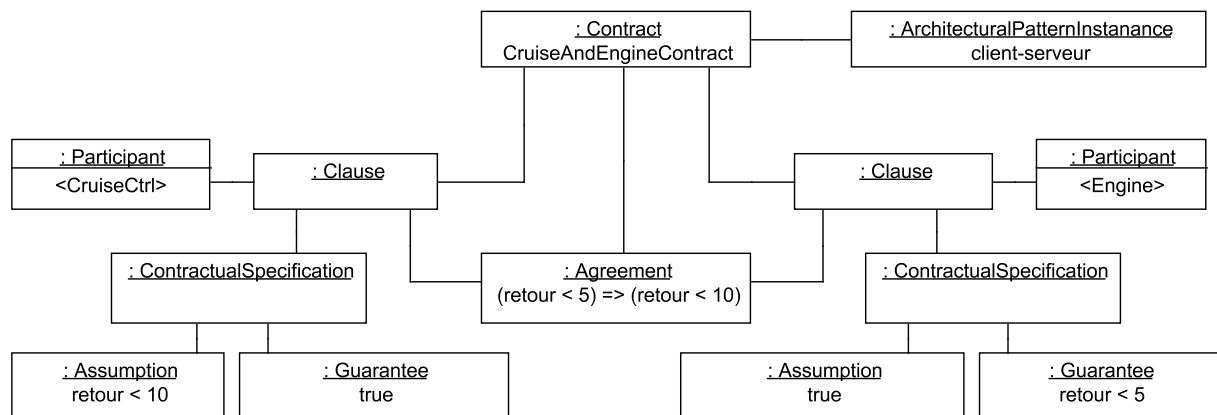 : Contract
CruiseAndEngineContract
: ArchitecturalPatternInstanance
client-serveur
: Participant
<CruiseCtrl>
: Clause
: Clause
: Participant
<Engine>
: ContractualSpecification
: Agreement
(retour < 5) => (retour < 10)
: ContractualSpecification
: Assumption
retour < 10
: Guarantee
true
: Assumption
true
: Guarantee
retour < 5